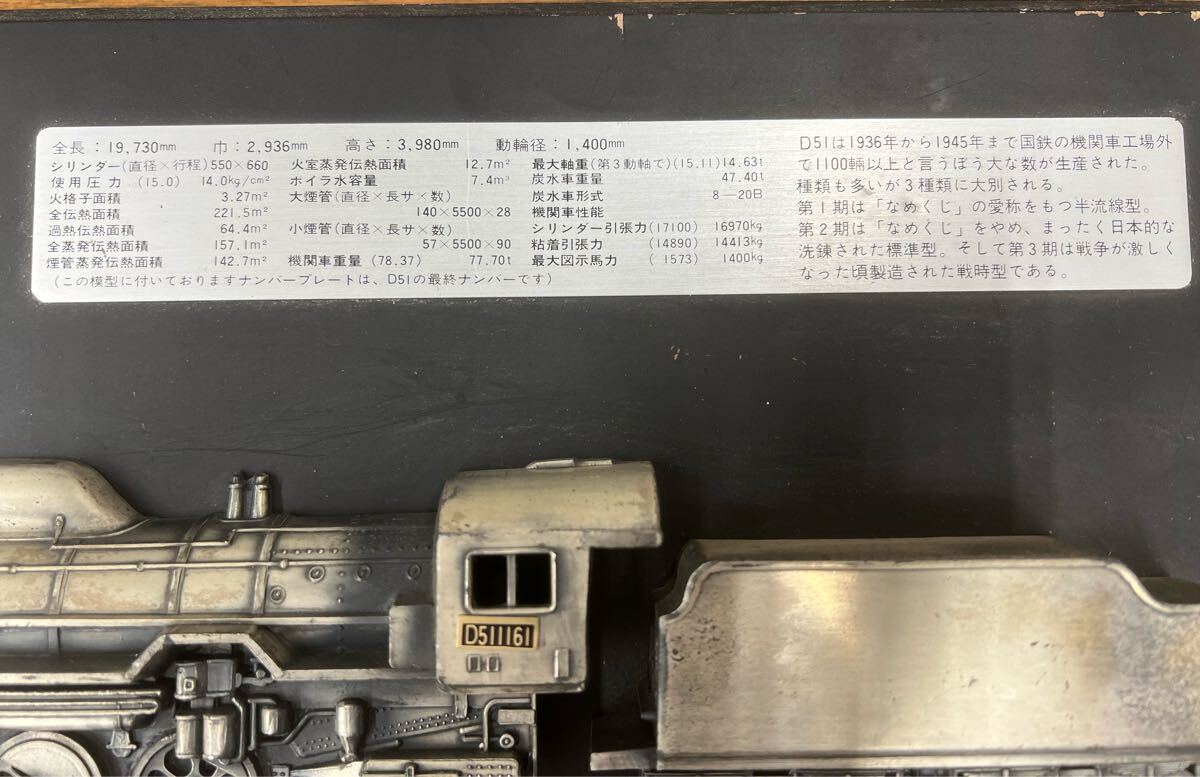 全長：19,730mm 巾：2,936mm 高さ：3,980mm 動輪径：1,400mm
シリンダー(直径×行程)550×660
使用圧力 (15.0) 14.0kg/cm²
火格子面積 3.27m²
全伝熱面積 221.5m²
過熱伝熱面積 64.4m²
全蒸発伝熱面積 157.1m²
煙管蒸発伝熱面積 142.7m²
火室蒸発伝熱面積 12.7m²
ボイラ水容量 7.4m³
大煙管(直径×長サ×数)
140×5500×28
小煙管(直径×長サ×数)
57×5500×90
機関車重量 (78.37) 77.70t
最大軸重(第3動軸で)(15.11)14.63t
炭水車重量 47.40t
炭水車形式 8－20B
機関車性能
シリンダー引張力(17100) 16970kg
粘着引張力 (14890) 14413kg
最大図示馬力 (1573) 1400kg
(この模型に付いておりますナンバープレートは、D51の最終ナンバーです)
D51は1936年から1945年まで国鉄の機関車工場外
で1100輛以上と言うぼう大な数が生産された。
種類も多いが3種類に大別される。
第1期は「なめくじ」の愛称をもつ半流線型。
第2期は「なめくじ」をやめ、まったく日本的な
洗錬された標準型。そして第3期は戦争が激しく
なった頃製造された戦時型である。
D511161